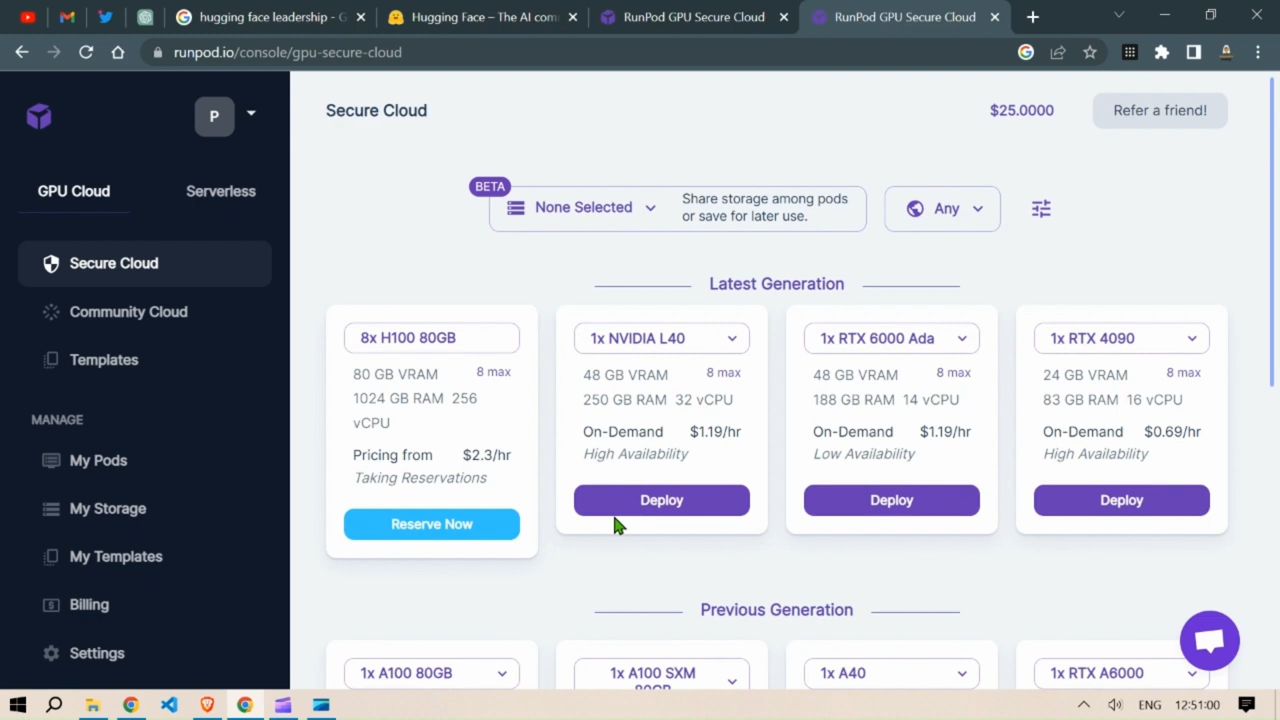 hugging face leadership - G
Hugging Face – The AI com
RunPod GPU Secure Cloud
RunPod GPU Secure Cloud
runpod.io/console/gpu-secure-cloud
P
Secure Cloud
$25.0000
Refer a friend!
GPU Cloud
Serverless
BETA
None Selected
Share storage among pods
or save for later use.
Any
Secure Cloud
Community Cloud
Templates
MANAGE
My Pods
My Storage
My Templates
Billing
Settings
Latest Generation
8x H100 80GB
80 GB VRAM
8 max
1024 GB RAM 256
vCPU
Pricing from $2.3/hr
Taking Reservations
Reserve Now
1x NVIDIA L40
48 GB VRAM
8 max
250 GB RAM 32 vCPU
On-Demand $1.19/hr
High Availability
Deploy
1x RTX 6000 Ada
48 GB VRAM
8 max
188 GB RAM 14 vCPU
On-Demand $1.19/hr
Low Availability
Deploy
1x RTX 4090
24 GB VRAM
8 max
83 GB RAM 16 vCPU
On-Demand $0.69/hr
High Availability
Deploy
Previous Generation
1x A100 80GB
1x A100 SXM
80GB
1x A40
1x RTX A6000
ENG
12:51:00